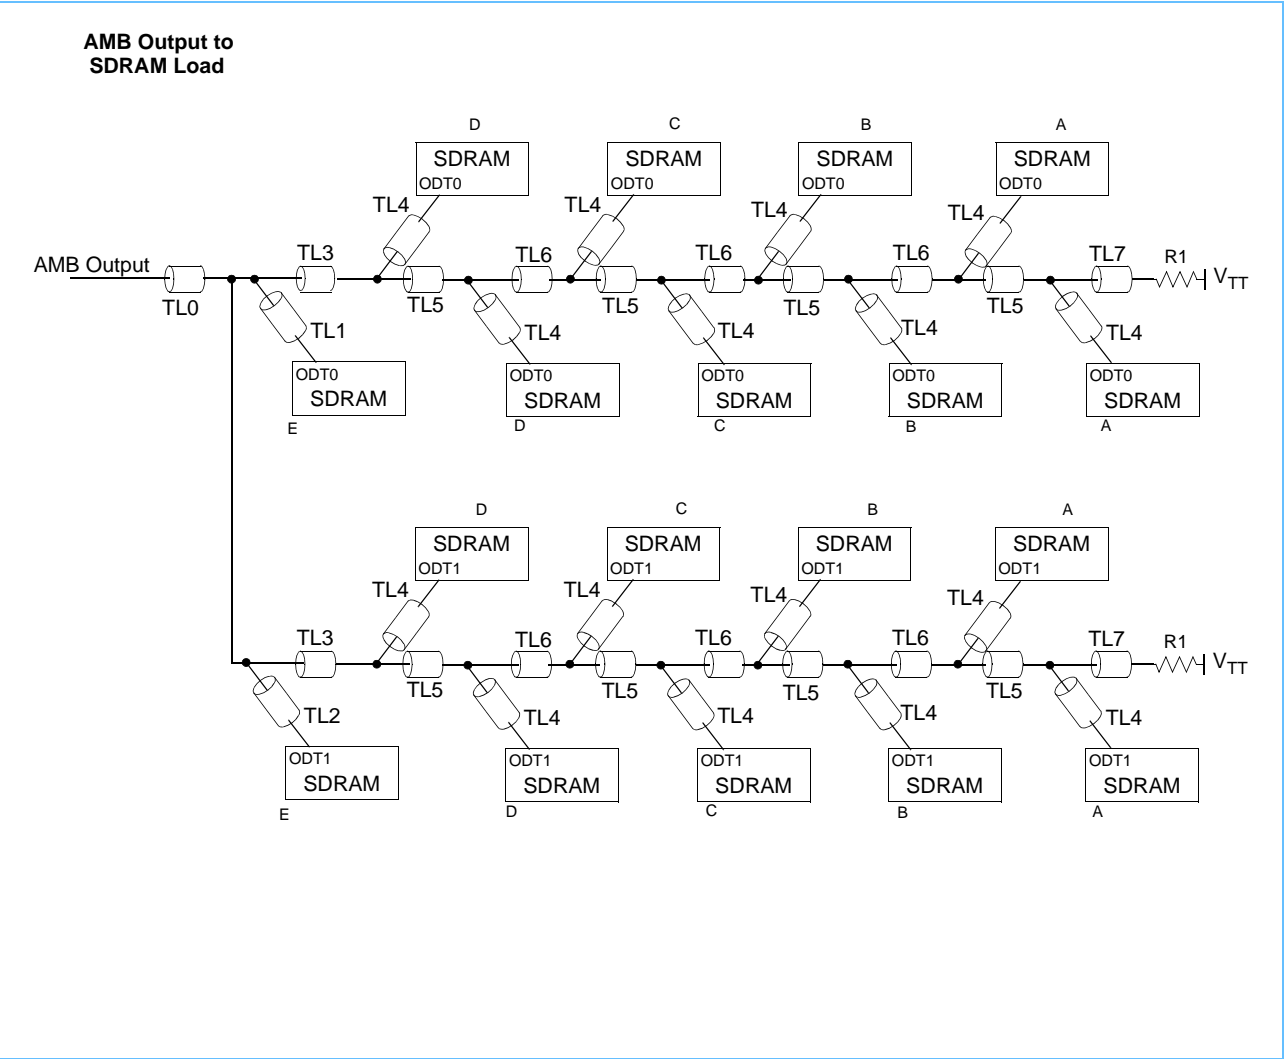 AMB Output to
SDRAM Load
D C B A
SDRAM SDRAM SDRAM SDRAM
ODT0 ODT0 ODT0 ODT0
TL4 TL4 TL4 TL4
AMB Output TL3 TL6 TL6 TL6 TL7 R1 VTT
TL0 TL5 TL5 TL5 TL5
TL1 TL4 TL4 TL4 TL4
ODT0 ODT0 ODT0 ODT0 ODT0
SDRAM SDRAM SDRAM SDRAM SDRAM
E D C B A
D C B A
SDRAM SDRAM SDRAM SDRAM
ODT1 ODT1 ODT1 ODT1
TL4 TL4 TL4 TL4
TL3 TL6 TL6 TL6 TL7 R1 VTT
TL5 TL5 TL5 TL5
TL2 TL4 TL4 TL4 TL4
ODT1 ODT1 ODT1 ODT1 ODT1
SDRAM SDRAM SDRAM SDRAM SDRAM
E D C B A